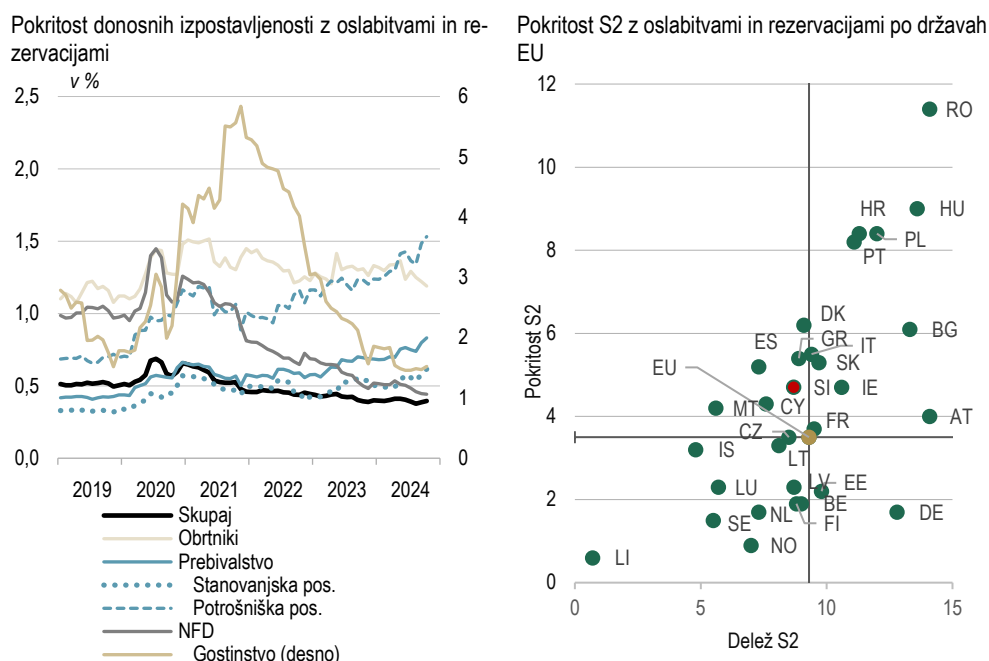 Pokritost donosnih izpostavljenosti z oslabitvami in re-
zervacijami
v %
2,5
2,0
1,5
1,0
0,5
0,0
6
5
4
3
2
1
0
2019 2020 2021 2022 2023 2024
Skupaj
Obrtniki
Prebivalstvo
Stanovanjska pos.
Potrošniška pos.
NFD
Gostinstvo (desno)
Pokritost S2 z oslabitvami in rezervacijami po državah
EU
Pokritost S2
12
10
8
6
4
2
0
RO
HR
HU
PL
PT
DK
BG
GR
IT
ES
SK
EU
SI
IE
MT
CY
AT
FR
CZ
IS
LT
LU
LV
EE
BE
NL
DE
SE
FI
NO
LI
0 5 10 15
Delež S2